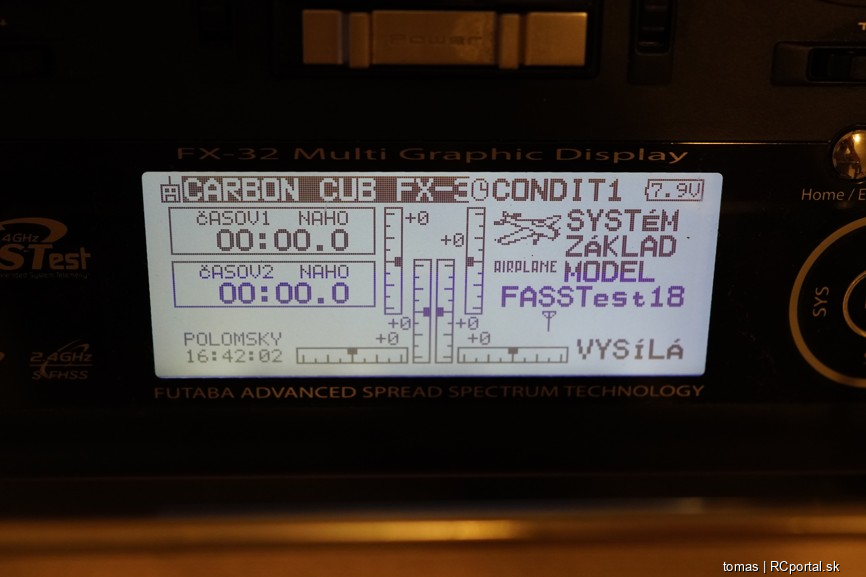 POWER
FX-32 Multi Graphic Display
CARBON CUB FX-3 CONDIT1 7.9V
ČASOV1 NAHO
00:00.0
ČASOV2 NAHO
00:00.0
+0
+0
+0
+0
+0
+0
SYSTÉM
ZÁKLAD
AIRPLANE MODEL
FASSTest18
POLOMSKY
16:42:02
VYSÍLÁ
FUTABA ADVANCED SPREAD SPECTRUM TECHNOLOGY
4GHz
STest
2.4GHz
S-FHSS
Home / E
SYS
tomas | RCportal.sk